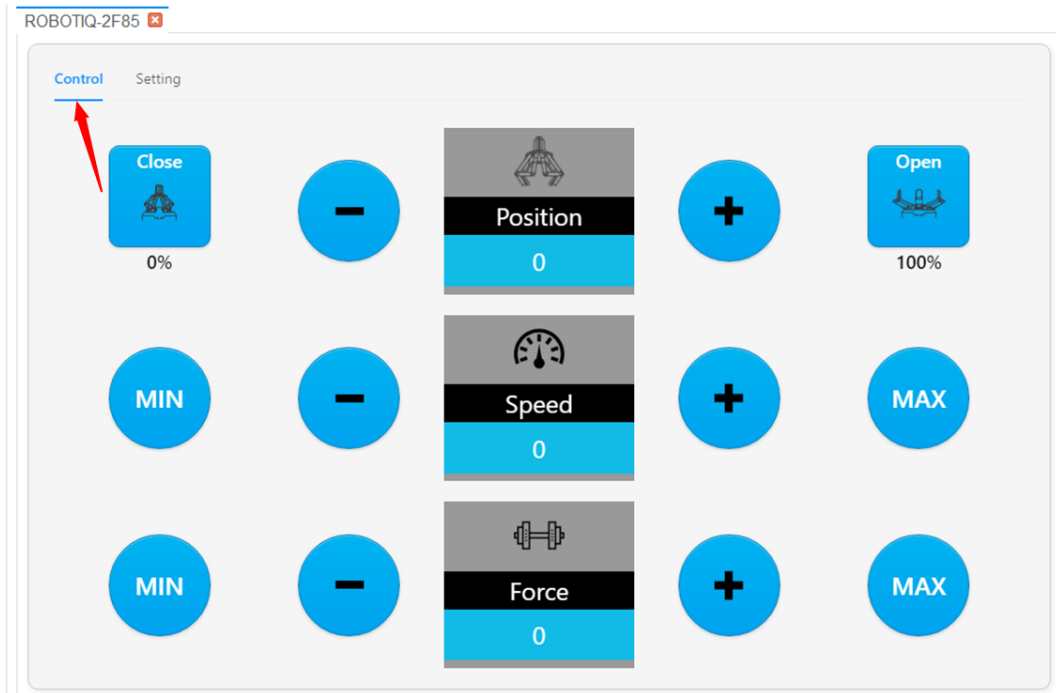 ROBOTIQ-2F85
Control Setting
Close
0%
−
Position
0
+
Open
100%
MIN
−
Speed
0
+
MAX
MIN
−
Force
0
+
MAX